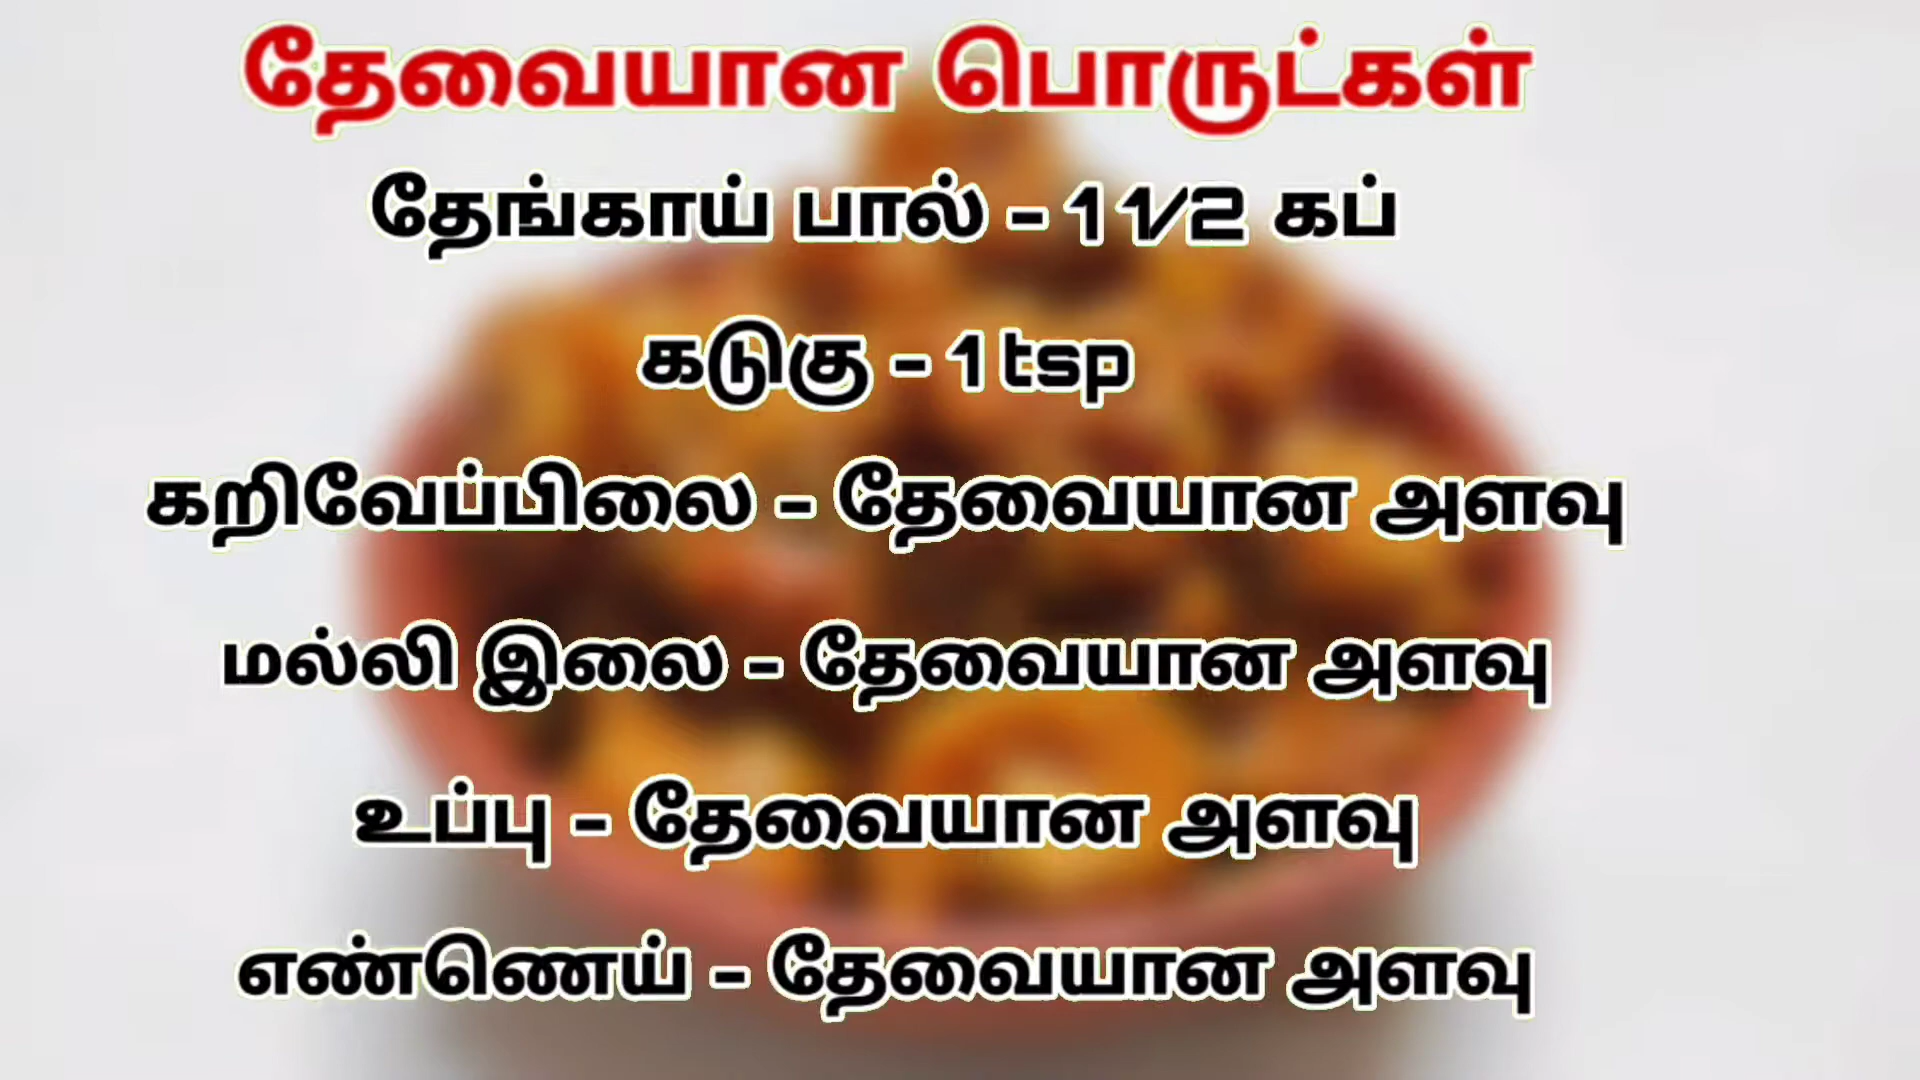 தேவையான பொருட்கள்
தேங்காய் பால் - 1 1/2 கப்
கடுகு - 1 tsp
கறிவேப்பிலை - தேவையான அளவு
மல்லி இலை - தேவையான அளவு
உப்பு - தேவையான அளவு
எண்ணெய் - தேவையான அளவு